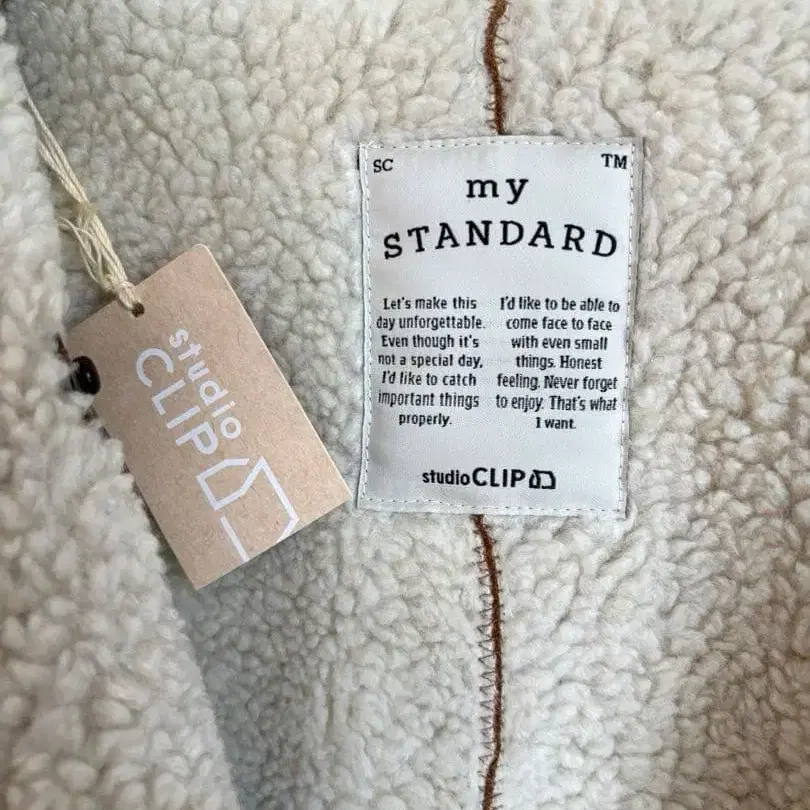 studio
CLIP
SC
TM
my
STANDARD
Let's make this
day unforgettable.
Even though it's
not a special day,
I'd like to catch
important things
properly.
I'd like to be able to
come face to face
with even small
things. Honest
feeling. Never forget
to enjoy. That's what
I want.
studio CLIP